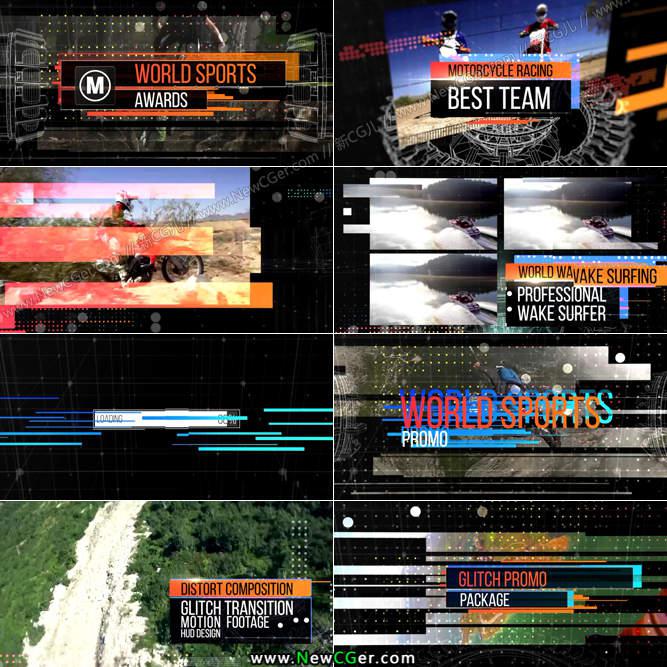 M
WORLD SPORTS
AWARDS
MOTORCYCLE RACING
BEST TEAM
www.NewCGer.com // 新CG儿 //
WORLD WA
WAKE SURFING
PROFESSIONAL
WAKE SURFER
LOADING
WORLD SPORTS
PROMO
DISTORT COMPOSITION
GLITCH TRANSITION
MOTION FOOTAGE
HUD DESIGN
GLITCH PROMO
PACKAGE
www.NewCGer.com